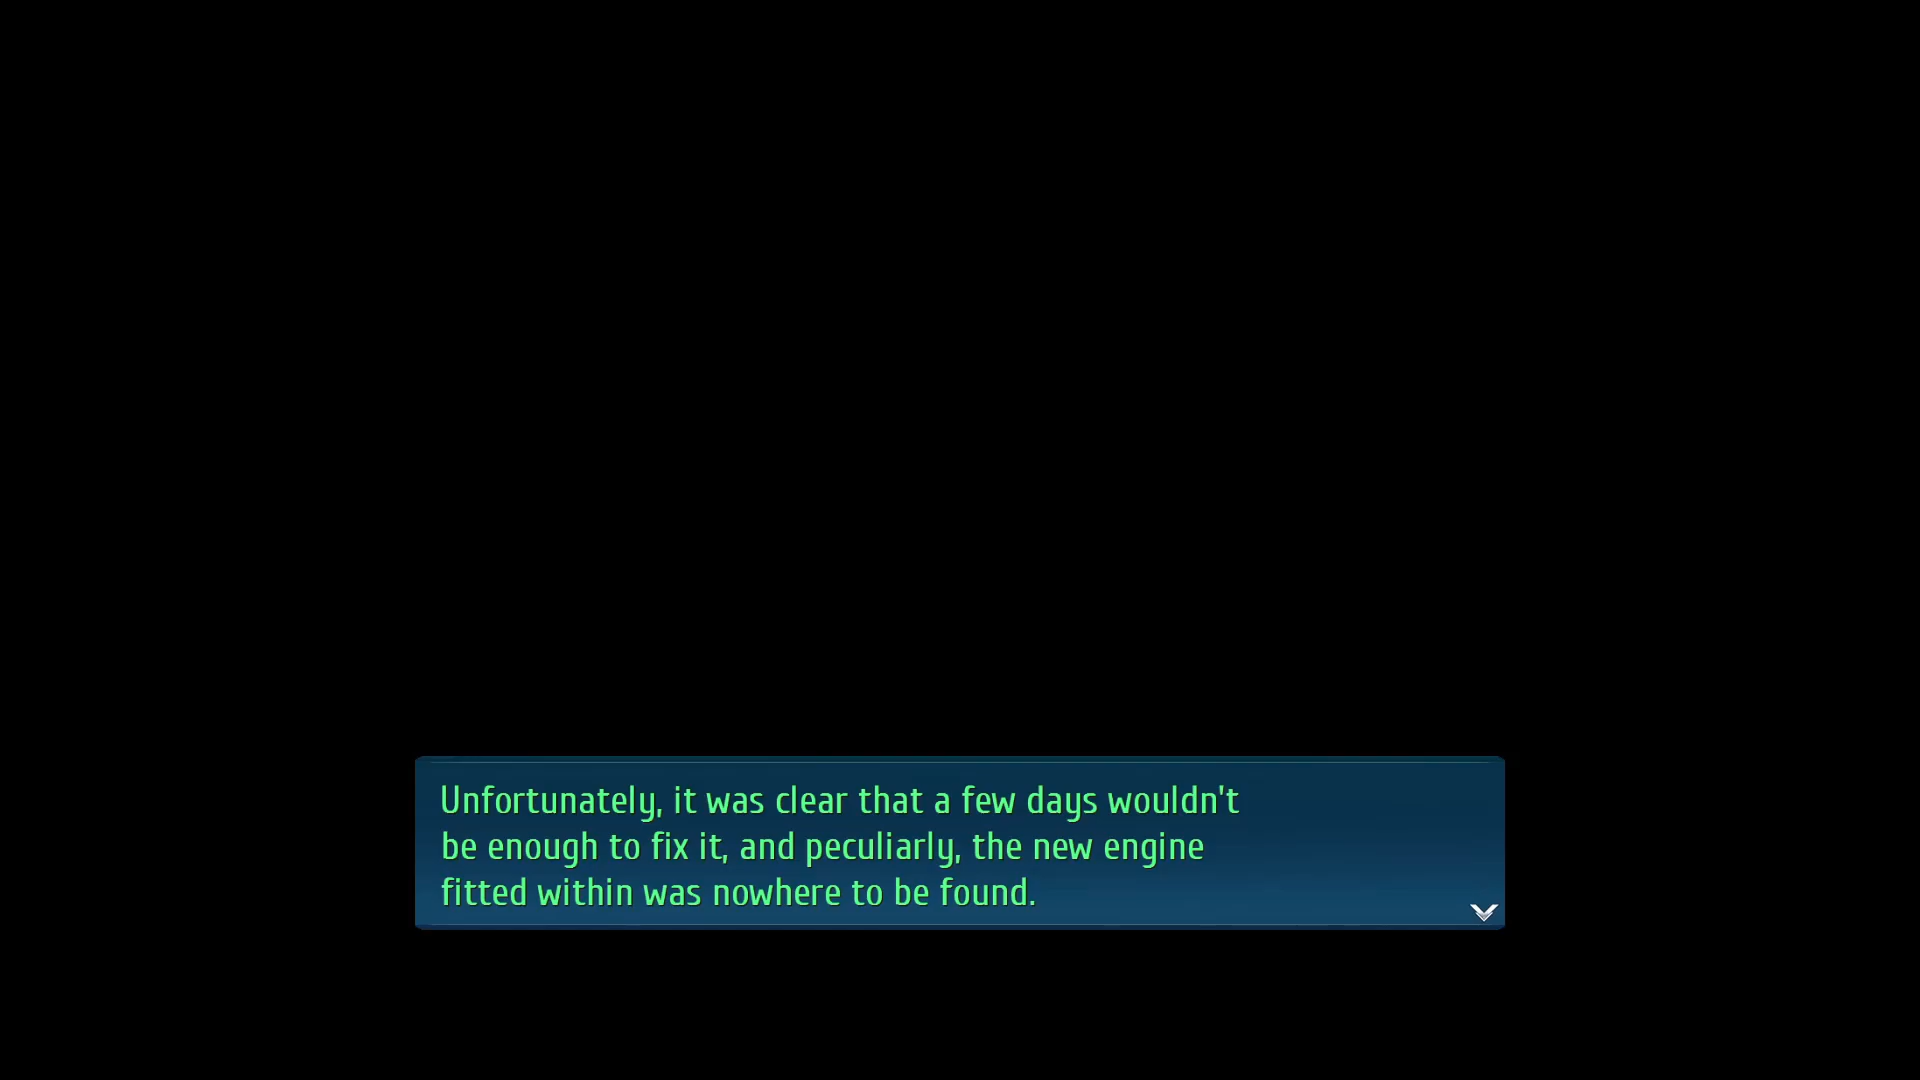 Unfortunately, it was clear that a few days wouldn't
be enough to fix it, and peculiarly, the new engine
fitted within was nowhere to be found.